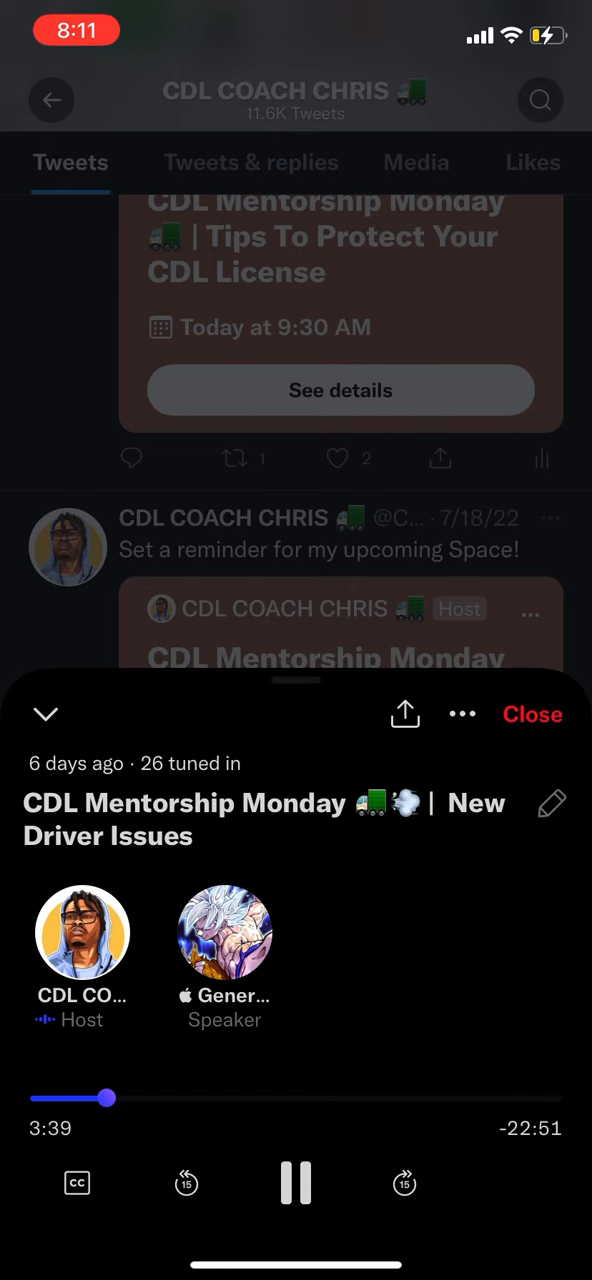 8:11
CDL COACH CHRIS 🚛
11.6K Tweets
Tweets
Tweets & replies
Media
Likes
CDL Mentorship Monday
🚛 | Tips To Protect Your
CDL License
Today at 9:30 AM
See details
1
2
CDL COACH CHRIS 🚛 @C... · 7/18/22
Set a reminder for my upcoming Space!
CDL COACH CHRIS 🚛 Host
CDL Mentorship Monday
Close
6 days ago · 26 tuned in
CDL Mentorship Monday 🚛💨 | New
Driver Issues
CDL CO...
Host
Gener...
Speaker
3:39
-22:51
CC
15
15